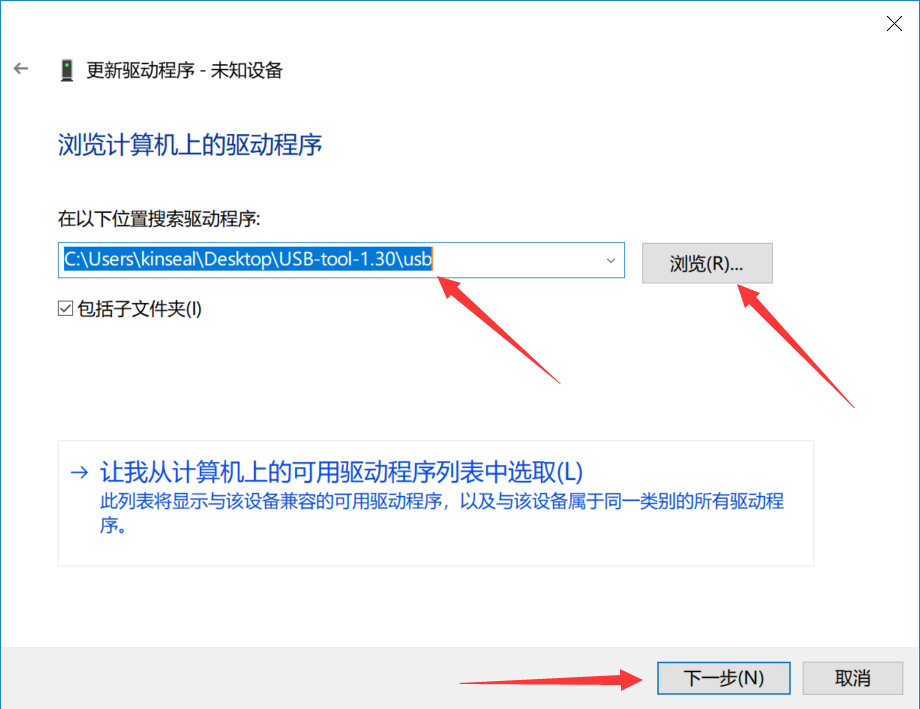 更新驱动程序 - 未知设备
浏览计算机上的驱动程序
在以下位置搜索驱动程序:
C:\Users\kinseal\Desktop\USB-tool-1.30\usb
浏览(R)...
包括子文件夹(I)
让我从计算机上的可用驱动程序列表中选取(L)
此列表将显示与该设备兼容的可用驱动程序，以及与该设备属于同一类别的所有驱动程
序。
下一步(N)
取消